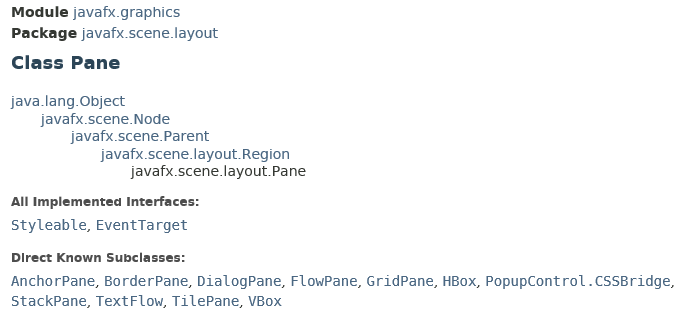 Module javafx.graphics
Package javafx.scene.layout
Class Pane
java.lang.Object
javafx.scene.Node
javafx.scene.Parent
javafx.scene.layout.Region
javafx.scene.layout.Pane
All Implemented Interfaces:
Styleable, EventTarget
Direct Known Subclasses:
AnchorPane, BorderPane, DialogPane, FlowPane, GridPane, HBox, PopupControl.CSSBridge,
StackPane, TextFlow, TilePane, VBox